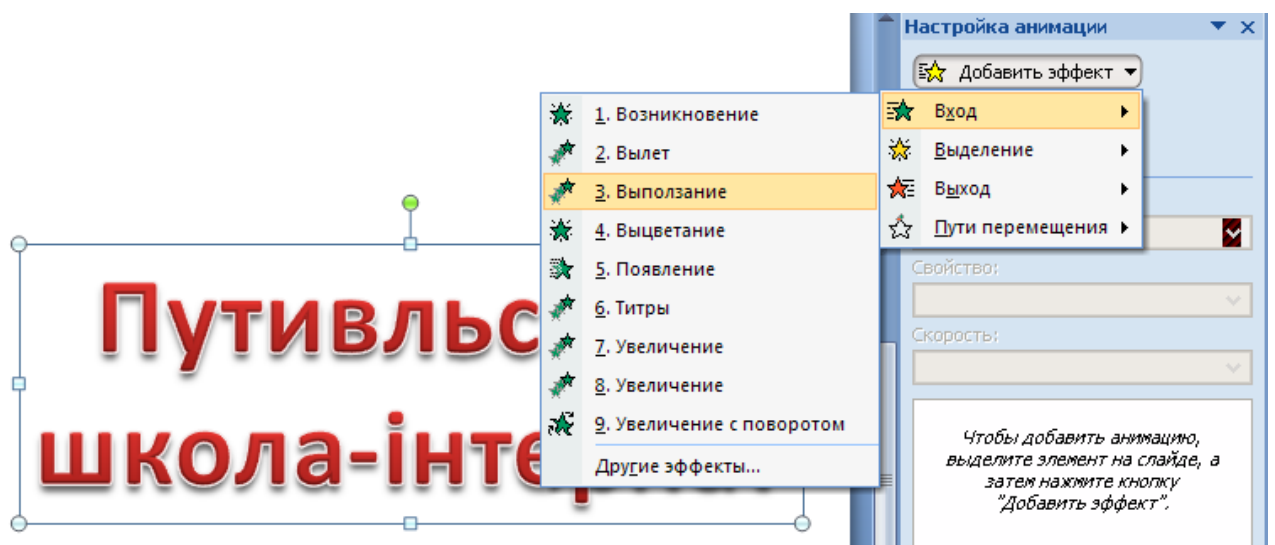 Настройка анимации
Добавить эффект
Вход
Выделение
Выход
Пути перемещения
1. Возникновение
2. Вылет
3. Выползание
4. Выцветание
5. Появление
6. Титры
7. Увеличение
8. Увеличение
9. Увеличение с поворотом
Другие эффекты...
Свойство:
Скорость:
Чтобы добавить анимацию,
выделите элемент на слайде, а
затем нажмите кнопку
"Добавить эффект".
Путивльс
школа-інте